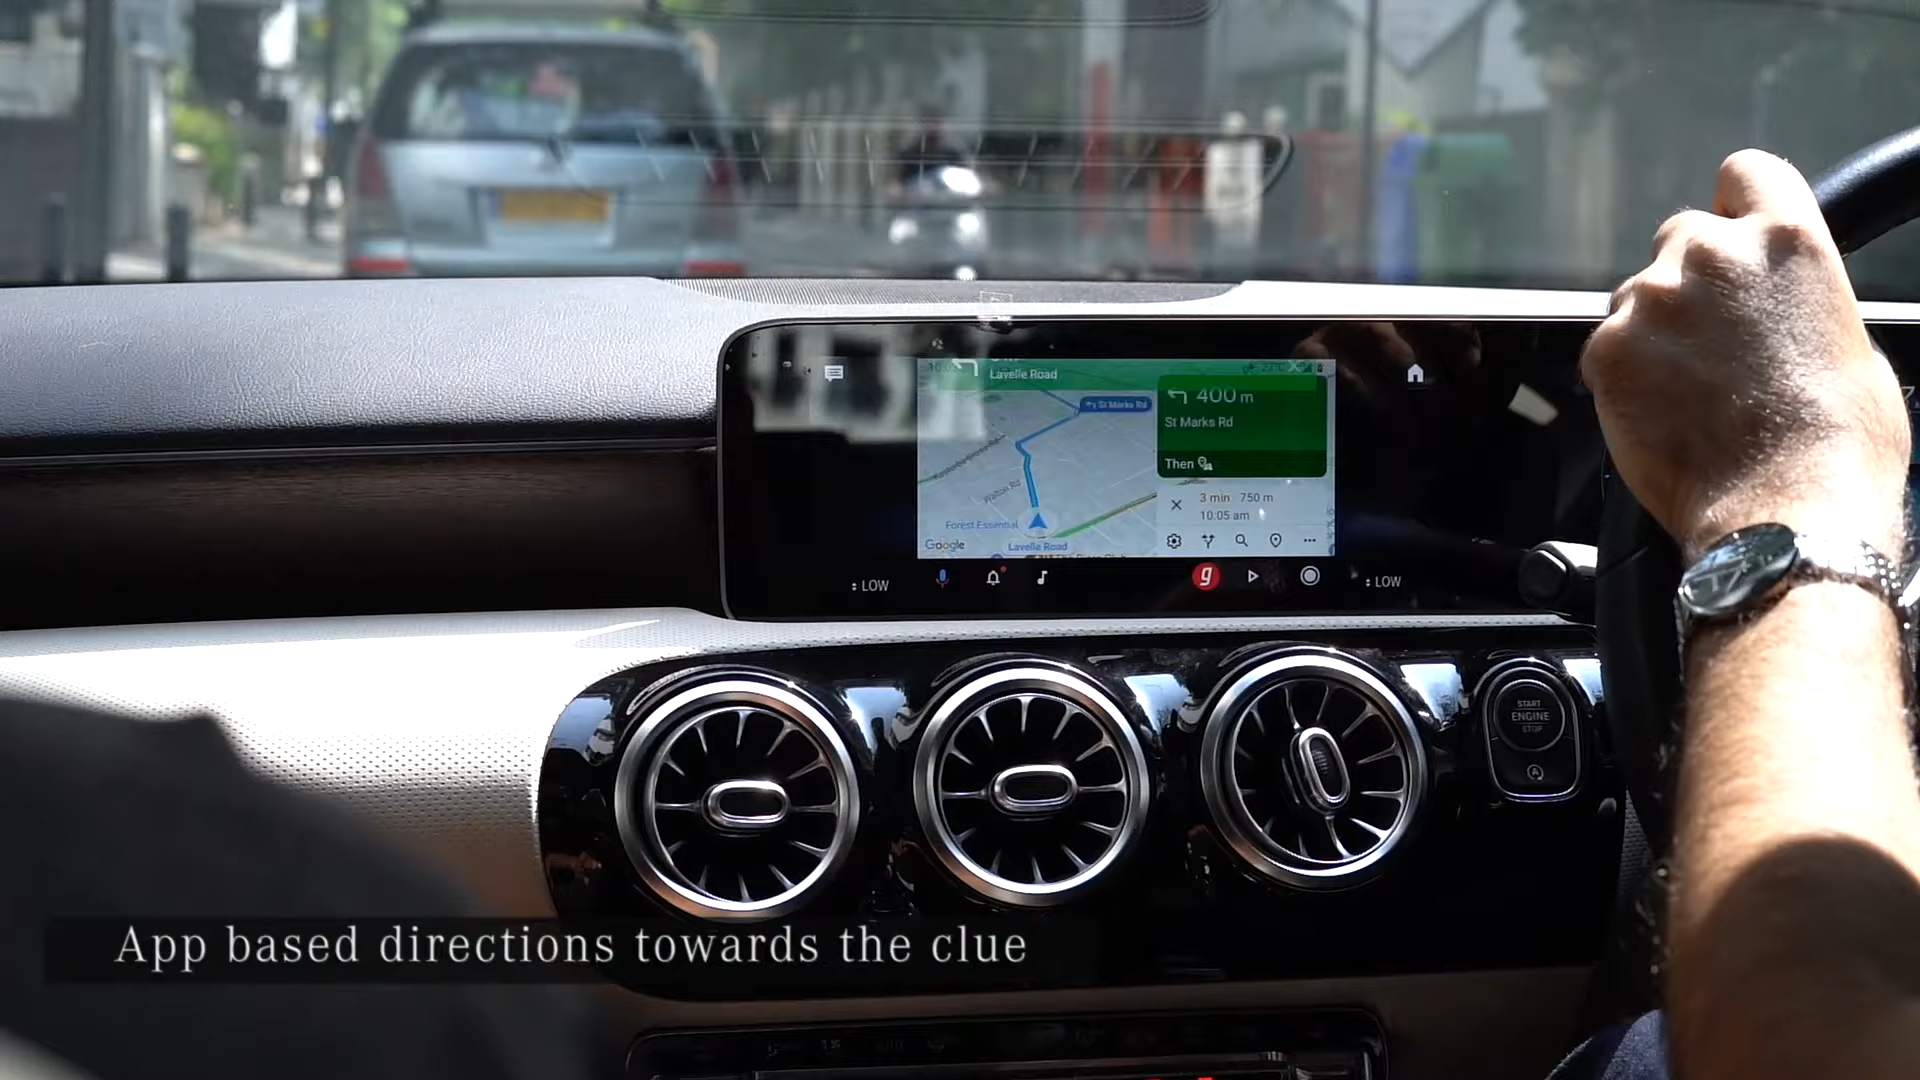 Lavelle Road
400 m
St Marks Rd
Then
St Marks Rd
Walton Rd
3 min 750 m
10:05 am
Forest Essential
Google
Lavelle Road
LOW
g
LOW
START
ENGINE
STOP
A
App based directions towards the clue